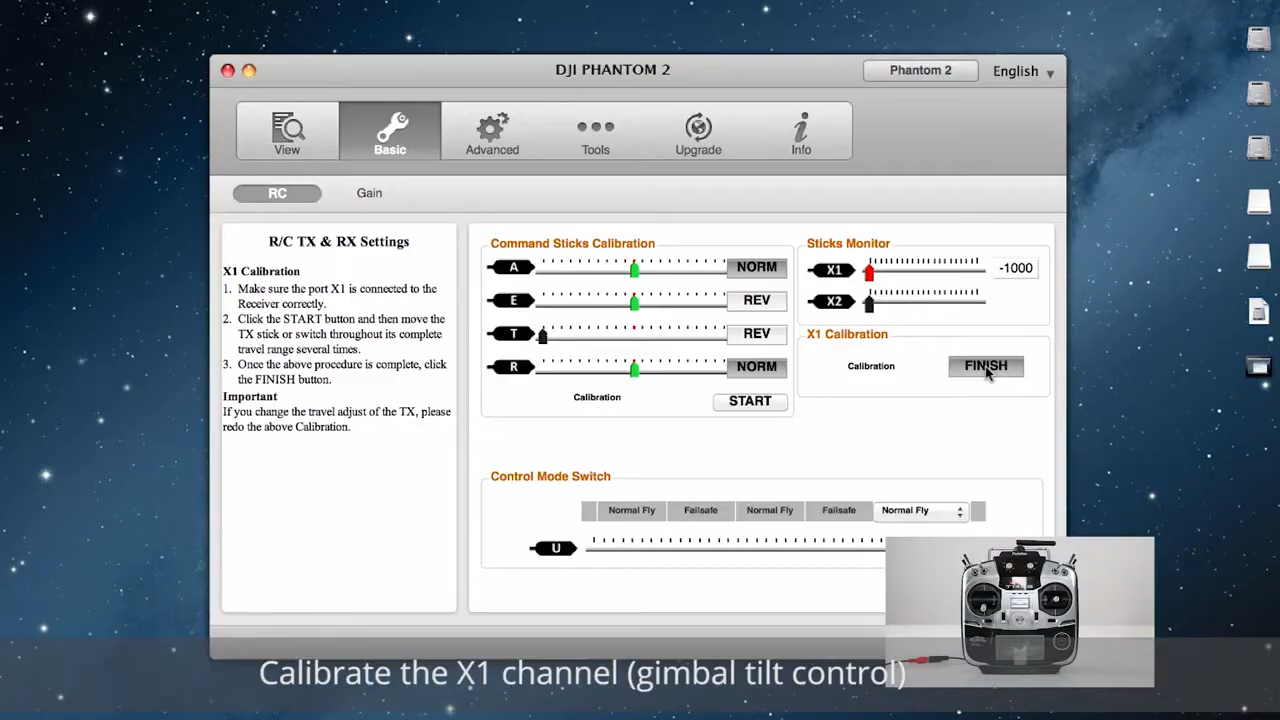 DJI PHANTOM 2
Phantom 2
English
View
Basic
Advanced
Tools
Upgrade
Info
RC
Gain
R/C TX & RX Settings
X1 Calibration
1. Make sure the port X1 is connected to the
Receiver correctly.
2. Click the START button and then move the
TX stick or switch throughout its complete
travel range several times.
3. Once the above procedure is complete, click
the FINISH button.
Important
If you change the travel adjust of the TX, please
redo the above Calibration.
Command Sticks Calibration
A
NORM
E
REV
T
REV
R
NORM
Calibration
START
Sticks Monitor
X1
-1000
X2
X1 Calibration
Calibration
FINISH
Control Mode Switch
Normal Fly
Failsafe
Normal Fly
Failsafe
Normal Fly
U
Calibrate the X1 channel (gimbal tilt control)